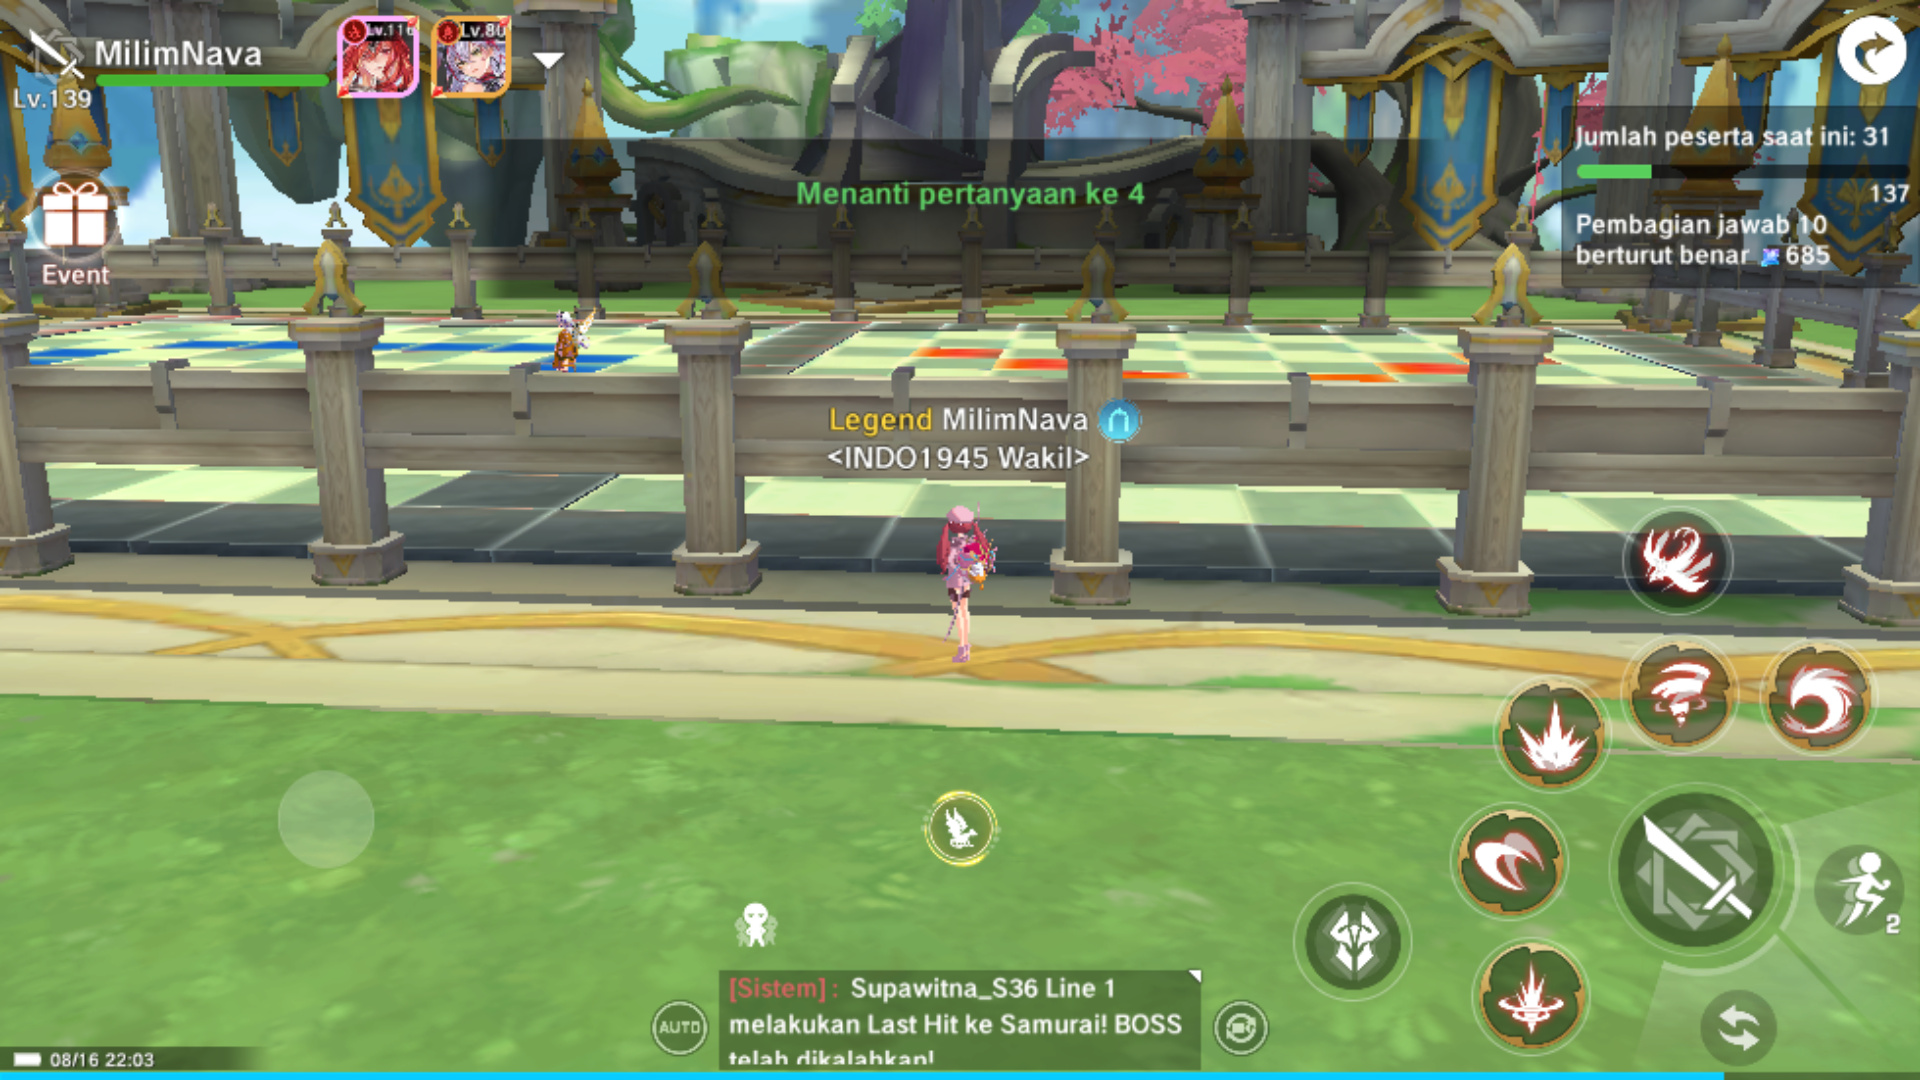 MilimNava
Lv.139
Lv.116
Lv.80
Event
Menanti pertanyaan ke 4
Jumlah peserta saat ini: 31
137
Pembagian jawab 10
berturut benar 685
Legend MilimNava
<INDO1945 Wakil>
2
AUTO
[Sistem] : Supawitna_S36 Line 1
melakukan Last Hit ke Samurai! BOSS
telah dikalahkan!
08/16 22:03